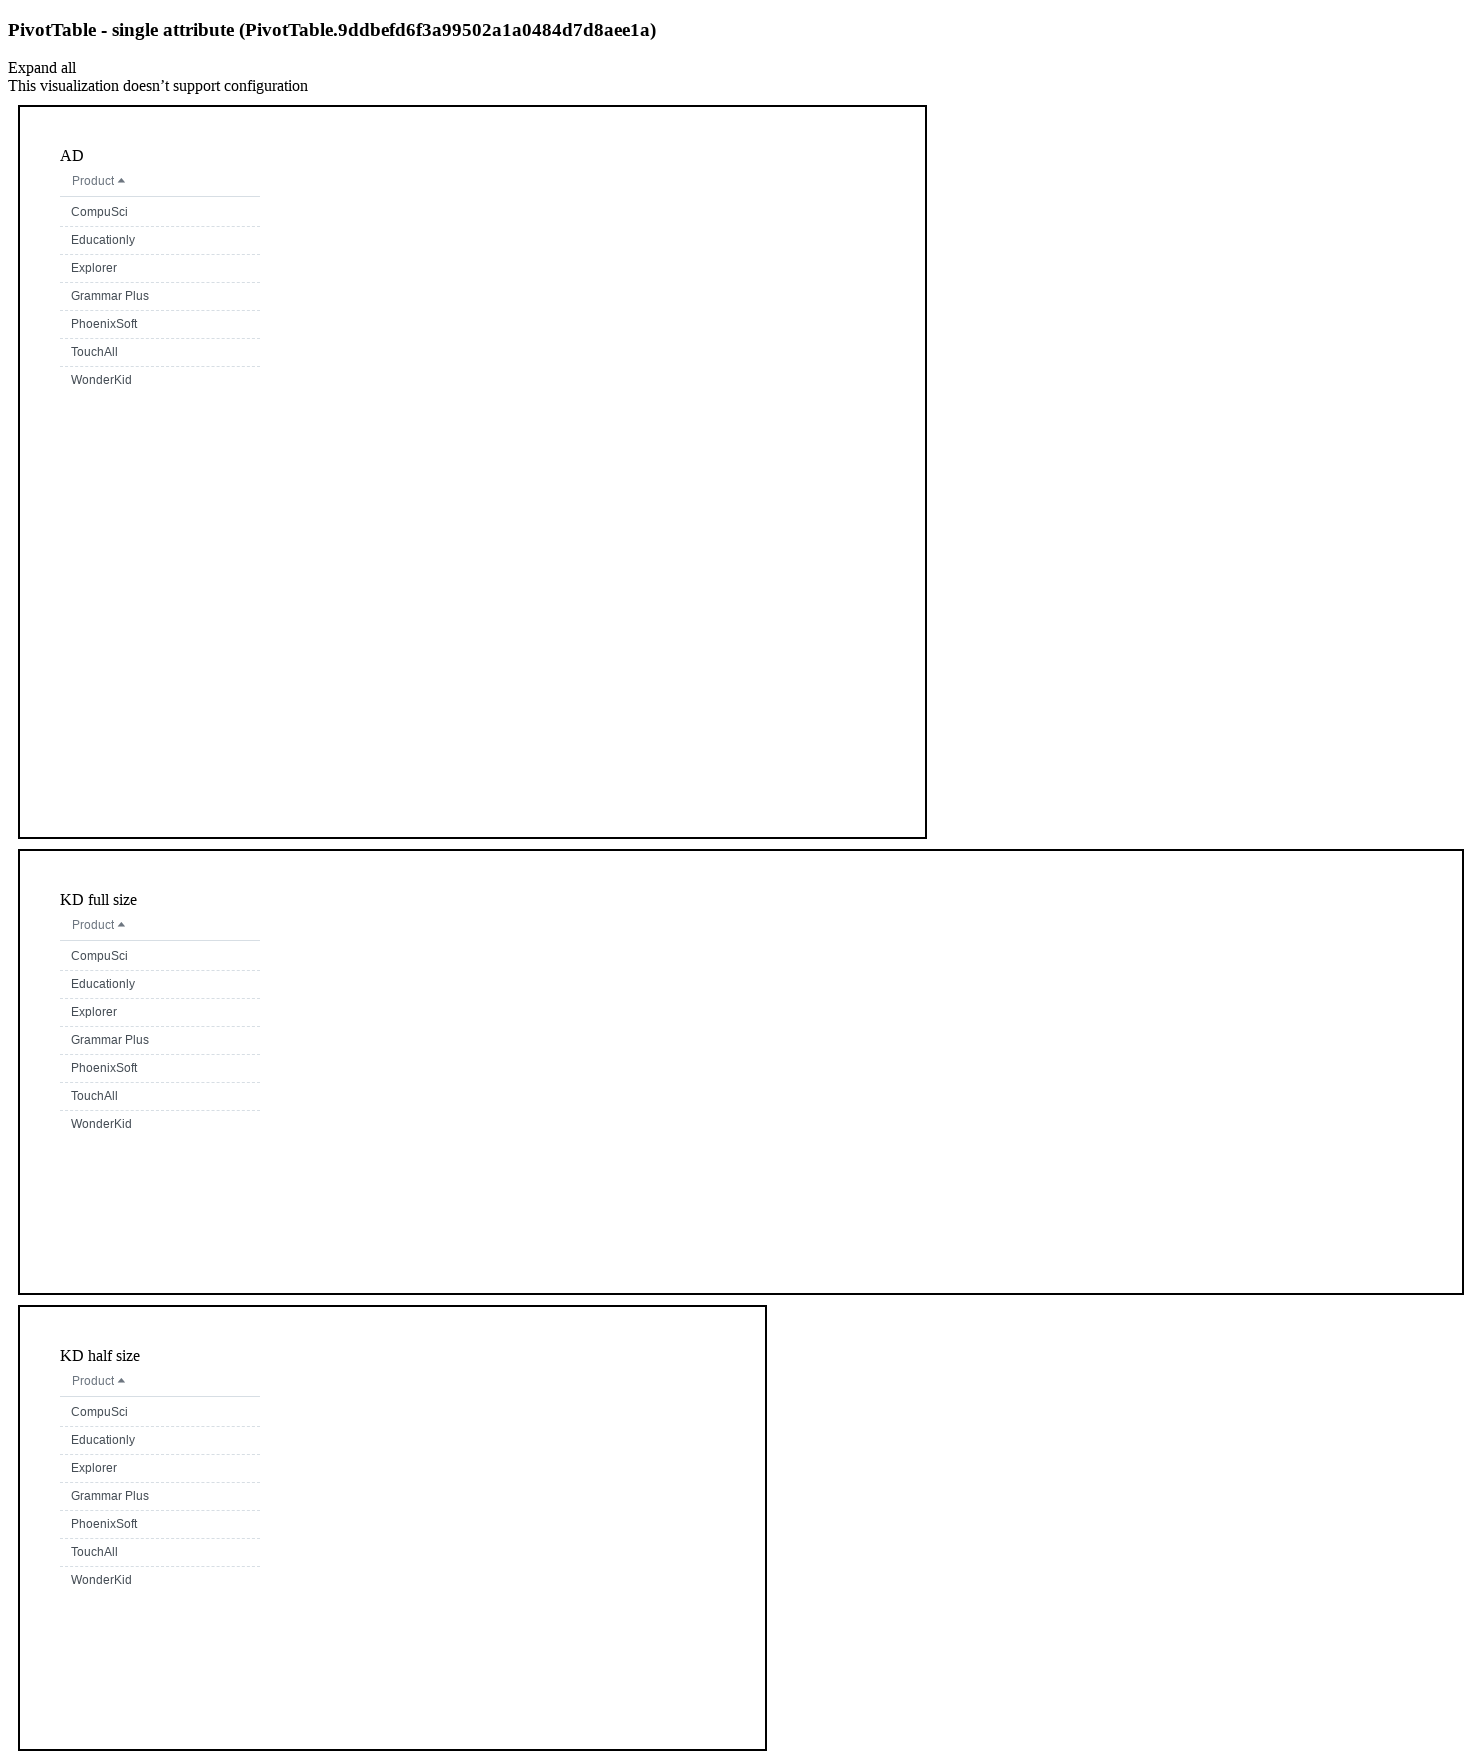 PivotTable - single attribute (PivotTable.9ddbefd6f3a99502a1a0484d7d8aee1a)
Expand all
This visualization doesn’t support configuration
AD
Product
CompuSci
Educationly
Explorer
Grammar Plus
PhoenixSoft
TouchAll
WonderKid
KD full size
Product
CompuSci
Educationly
Explorer
Grammar Plus
PhoenixSoft
TouchAll
WonderKid
KD half size
Product
CompuSci
Educationly
Explorer
Grammar Plus
PhoenixSoft
TouchAll
WonderKid